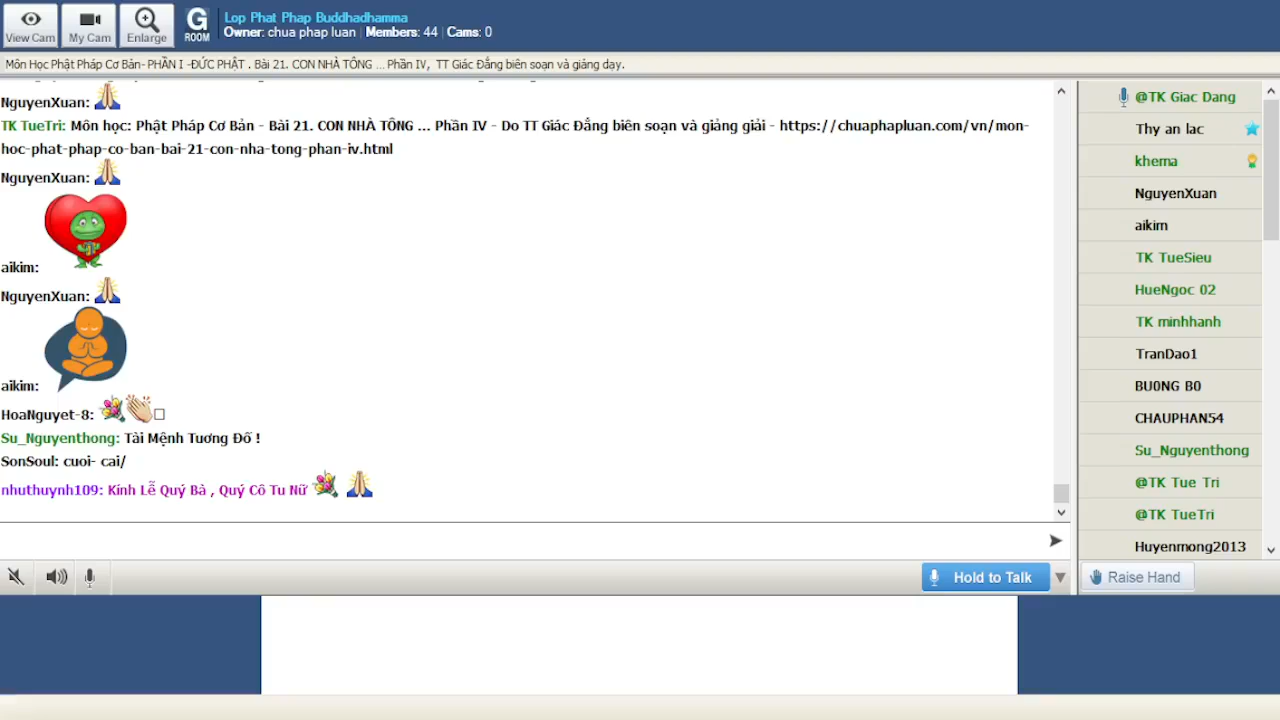 View Cam
My Cam
Enlarge
G
ROOM
Lop Phat Phap Buddhadhamma
Owner: chua phap luan | Members: 44 | Cams: 0
Môn Học Phật Pháp Cơ Bản- PHẦN I -ĐỨC PHẬT . Bài 21. CON NHÀ TÔNG ... Phần IV, TT Giác Đẳng biên soạn và giảng dạy.
NguyenXuan:
TK TueTri: Môn học: Phật Pháp Cơ Bản - Bài 21. CON NHÀ TÔNG ... Phần IV - Do TT Giác Đẳng biên soạn và giảng giải - https://chuaphapluan.com/vn/mon-
hoc-phat-phap-co-ban-bai-21-con-nha-tong-phan-iv.html
NguyenXuan:
aikim:
NguyenXuan:
aikim:
HoaNguyet-8:
Su_Nguyenthong: Tài Mệnh Tương Đố !
SonSoul: cuoi- cai/
nhuthuynh109: Kính Lễ Quý Bà , Quý Cô Tu Nữ
Hold to Talk
@TK Giac Dang
Thy an lac
khema
NguyenXuan
aikim
TK TueSieu
HueNgoc 02
TK minhhanh
TranDao1
BU0NG B0
CHAUPHAN54
Su_Nguyenthong
@TK Tue Tri
@TK TueTri
Huyenmong2013
Raise Hand